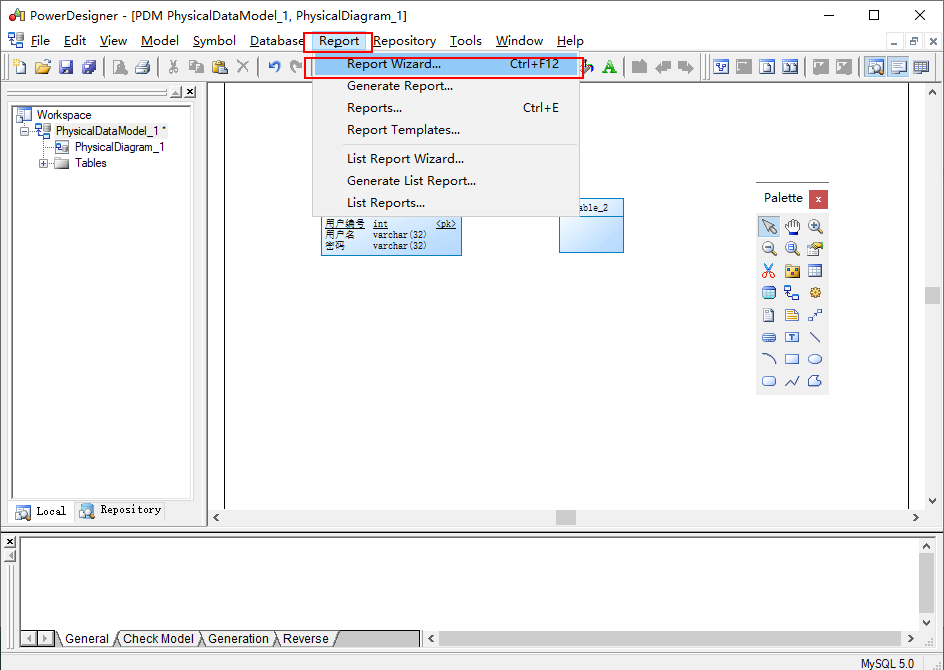 PowerDesigner - [PDM PhysicalDataModel_1, PhysicalDiagram_1]
File Edit View Model Symbol Database Report Repository Tools Window Help
Report Wizard... Ctrl+F12
Generate Report...
Reports... Ctrl+E
Report Templates...
List Report Wizard...
Generate List Report...
List Reports...
Workspace
PhysicalDataModel_1 *
PhysicalDiagram_1
Tables
用户编号 int <pk>
用户名 varchar(32)
密码 varchar(32)
able_2
Palette
Local Repository
General Check Model Generation Reverse
MySQL 5.0